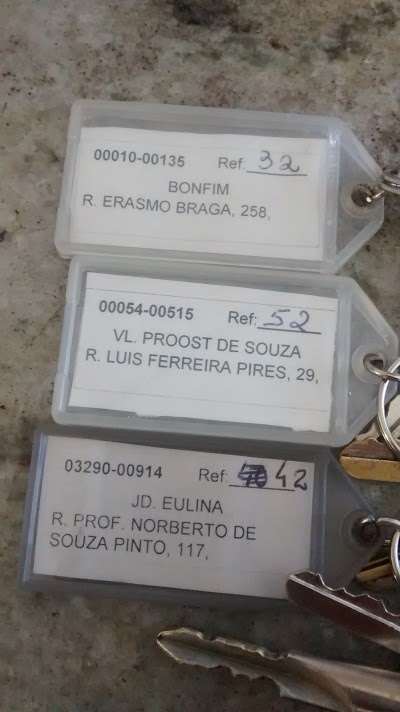 00010-00135 Ref: 32
BONFIM
R. ERASMO BRAGA, 258,
00054-00515 Ref: 52
VL. PROOST DE SOUZA
R. LUIS FERREIRA PIRES, 29,
03290-00914 Ref: 42
JD. EULINA
R. PROF. NORBERTO DE
SOUZA PINTO, 117,